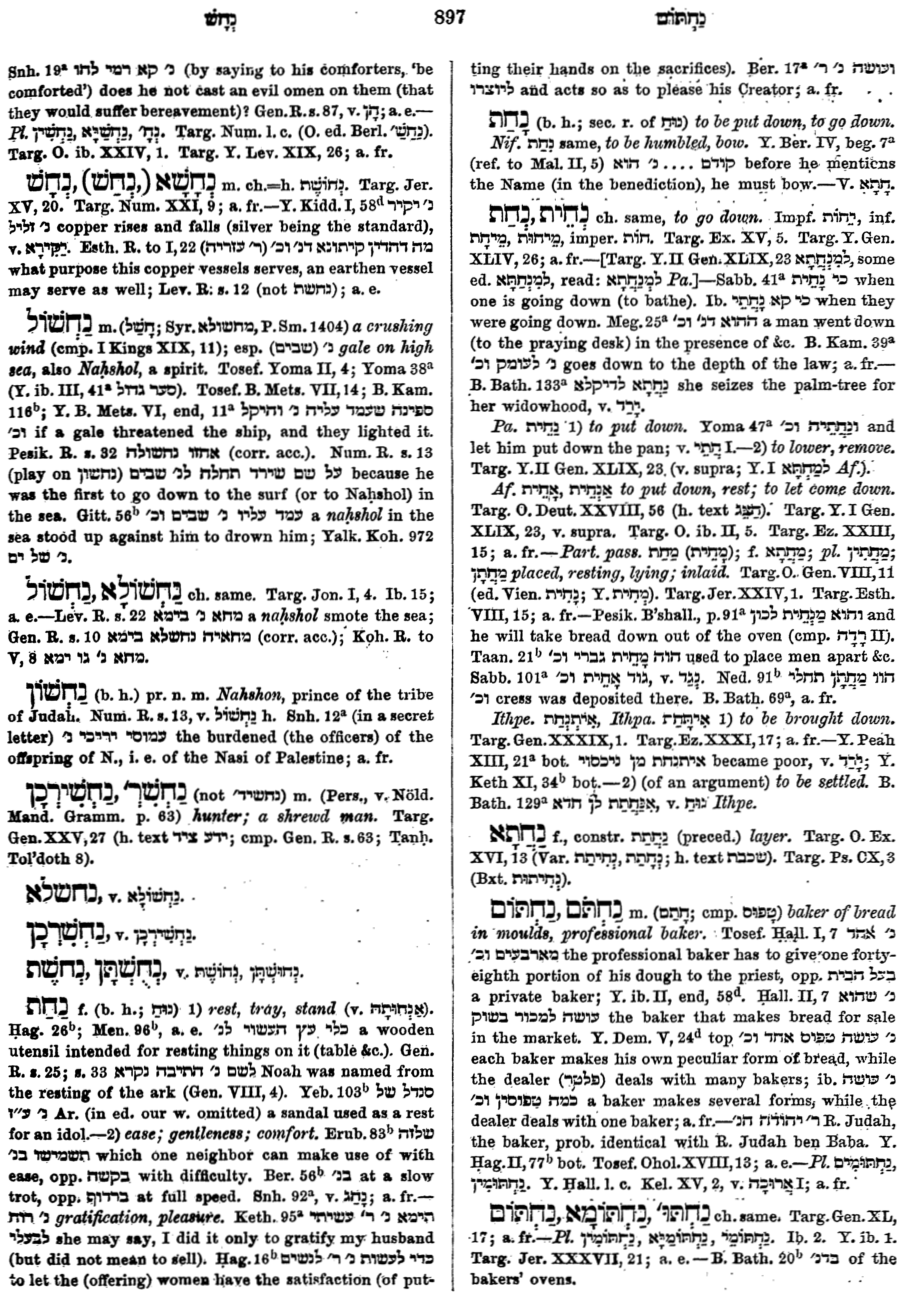 נְחָשׁ
897
נַחְתּוֹם
Snh. 19ᵃ נ׳ קא רמי לחו (by saying to his comforters, ‘be
comforted’) does he not cast an evil omen on them (that
they would suffer bereavement)? Gen. R. s. 87, v. הֵן; a. e.—
Pl. נְחָ׳, נַחֲשַׁיָּא, נַחֲשִׁין. Targ. Num. l. c. (O. ed. Berl. נַחֲשַׁ׳).
Targ. O. ib. XXIV, 1. Targ. Y. Lev. XIX, 26; a. fr.
נְחָשׁ, (נְחַשׁ,) נְחָשָׁא m. ch.=h. נְחוֹשֶׁת. Targ. Jer.
XV, 20. Targ. Num. XXI, 9; a. fr.—Y. Kidd. I, 58ᵈ נ׳ יקיר
נ׳ זליל copper rises and falls (silver being the standard),
v. יַקִּירָא. Esth. R. to I, 22 (ר׳ עזריה) מה דהדין קיתונא דנ׳ וכ׳
what purpose this copper vessels serves, an earthen vessel
may serve as well; Lev. R. s. 12 (not נחשת); a. e.
נַחְשׁוֹל m. (חָשַׁל; Syr. מחשולא, P. Sm. 1404) a crushing
wind (cmp. I Kings XIX, 11); esp. נ׳ (שבים) gale on high
sea, also Naḥshol, a spirit. Tosef. Yoma II, 4; Yoma 38ᵃ
(Y. ib. III, 41ᵃ סער גדול). Tosef. B. Mets. VII, 14; B. Kam.
116ᵇ; Y. B. Mets. VI, end, 11ᵃ ספינה שעמד עליה נ׳ והיקל
וכ׳ if a gale threatened the ship, and they lighted it.
Pesik. R. s. 32 אחזו נחשולה (corr. acc.). Num. R. s. 13
(play on נחשון) על שם שירד תחלה לנ׳ שבים because he
was the first to go down to the surf (or to Naḥshol) in
the sea. Gitt. 56ᵇ עמד עליו נ׳ שבים וכ׳ a naḥshol in the
sea stood up against him to drown him; Yalk. Koh. 972
נ׳ של ים.
נַחְשׁוֹל, נַחְשׁוֹלָא ch. same. Targ. Jon. I, 4. Ib. 15;
a. e.—Lev. R. s. 22 מחא נ׳ בימא a naḥshol smote the sea;
Gen. R. s. 10 מחאיה נחשלא בימא (corr. acc.); Koh. R. to
V, 8 מחא נ׳ גו ימא.
נַחְשׁוֹן (b. h.) pr. n. m. Nahshon, prince of the tribe
of Judah. Num. R. s. 13, v. נַחְשׁוֹל h. Snh. 12ᵃ (in a secret
letter) עמוסי יריכי נ׳ the burdened (the officers) of the
offspring of N., i. e. of the Nasi of Palestine; a. fr.
נַחְשִׁירְכָן, נַחְשִׁר׳ (not נחשיד׳) m. (Pers., v. Nöld.
Mand. Gramm. p. 63) hunter; a shrewd man. Targ.
Gen. XXV, 27 (h. text ידע ציד; cmp. Gen. R. s. 63; Tanḥ.
Tol’doth 8).
נחשלא, v. נַחְשׁוֹלָא.
נַחְשִׁרְכָן, v. נַחְשִׁירְכָן.
נְחֻשֶׁת, נְחֻשְׁתָּן, v. נְחוֹשֶׁת, נְחוּשְׁתָּן.
נַחַת f. (b. h.; נוּחַ) 1) rest, tray, stand (v. אַנְחוּתָהּ).
Ḥag. 26ᵇ; Men. 96ᵇ, a. e. כלי עץ העשוי לנ׳ a wooden
utensil intended for resting things on it (table &c.). Gen.
R. s. 25; s. 33 לשם נ׳ התיבה נקרא Noah was named from
the resting of the ark (Gen. VIII, 4). Yeb. 103ᵇ סנדל של
נ׳ ע״ז Ar. (in ed. our w. omitted) a sandal used as a rest
for an idol.—2) ease; gentleness; comfort. Erub. 83ᵇ שלוה
תשמישו בנ׳ which one neighbor can make use of with
ease, opp. בקשה with difficulty. Ber. 56ᵇ בנ׳ at a slow
trot, opp. ברדוף at full speed. Snh. 92ᵃ, v. נָהַג; a. fr.—
נ׳ רוח gratification, pleasure. Keth. 95ᵃ הימא נ׳ ר׳ עשיתי
לבעלי she may say, I did it only to gratify my husband
(but did not mean to sell). Ḥag. 16ᵇ כדי לעשות נ׳ ר׳ לנשים
to let the (offering) women have the satisfaction (of put-
ting their hands on the sacrifices). Ber. 17ᵃ ועושה נ׳ ר׳
ליוצרו and acts so as to please his Creator; a. fr.
נָחַת (b. h.; sec. r. of נוּחַ) to be put down, to go down.
Nif. נִחַת same, to be humbled, bow. Y. Ber. IV, beg. 7ᵃ
(ref. to Mal. II, 5) קודם .... נ׳ הוא before he mentions
the Name (in the benediction), he must bow.—V. חָתָא.
נְחַת, נְחֵית ch. same, to go down. Impf. יֵחוֹת, inf.
מֵיחַת, מֵיחוּת, imper. חוֹת. Targ. Ex. XV, 5. Targ. Y. Gen.
XLIV, 26; a. fr.—[Targ. Y. II Gen. XLIX, 23 לְמִנְחֲתָא, some
ed. לְמִנְחַתָּא, read: לְמִנַחֲתָא Pa.]—Sabb. 41ᵃ כי נָחֵית when
one is going down (to bathe). Ib. כי קא נָחֲתֵי when they
were going down. Meg. 25ᵃ ההוא דנ׳ וכ׳ a man went down
(to the praying desk) in the presence of &c. B. Kam. 39ᵃ
נ׳ לעומק וכ׳ goes down to the depth of the law; a. fr.—
B. Bath. 133ᵃ נָחֲתָא לדיקלא she seizes the palm-tree for
her widowhood, v. יְרַד.
Pa. נַחֵית 1) to put down. Yoma 47ᵃ וּנְחַתֵּיה וכ׳ and
let him put down the pan; v. חֲתֵי I.—2) to lower, remove.
Targ. Y. II Gen. XLIX, 23 (v. supra; Y. I לְמַחֲתָא Af.).
Af. אַנְחֵית, אָחֵית to put down, rest; to let come down.
Targ. O. Deut. XXVIII, 56 (h. text הַצֵּג). Targ. Y. I Gen.
XLIX, 23, v. supra. Targ. O. ib. II, 5. Targ. Ez. XXIII,
15; a. fr.—Part. pass. מַחַת (מַחֵית); f. מַחֲתָא; pl. מַחֲתִין;
מַחֲתָן placed, resting, lying; inlaid. Targ. O. Gen. VIII, 11
(ed. Vien. נָחֵית; Y. מַחֵית). Targ. Jer. XXIV, 1. Targ. Esth.
VIII, 15; a. fr.—Pesik. B’shall., p. 91ᵃ והוא מַנְחֵית לכון and
he will take bread down out of the oven (cmp. רָדָה II).
Taan. 21ᵇ הוה מַחֵית גברי וכ׳ used to place men apart &c.
Sabb. 101ᵃ גוד אֲחֵית וכ׳, v. נְגַד. Ned. 91ᵇ הוו מַחֲתָן תחלי
וכ׳ cress was deposited there. B. Bath. 69ᵃ, a. fr.
Ithpe. אִיתְנְחַת, Ithpa. אִיתַּחַת 1) to be brought down.
Targ. Gen. XXXIX, 1. Targ. Ez. XXXI, 17; a. fr.—Y. Peah
XIII, 21ᵃ bot. איתנחת מן ניכסוי became poor, v. יְרַד; Y.
Keth XI, 34ᵇ bot.—2) (of an argument) to be settled. B.
Bath. 129ᵃ אִנַּחֲתַת לן הדא, v. נוּחַ Ithpe.
נַחֲתָא f., constr. נַחֲתַת (preced.) layer. Targ. O. Ex.
XVI, 13 (Var. נְחָתַת, נְחִיתַת; h. text שכבת). Targ. Ps. CX, 3
(Bxt. נְחִיתוּת).
נַחְתּוֹם, נַחְתֹּם m. (חָתַם; cmp. טָפוּס) baker of bread
in moulds, professional baker. Tosef. Ḥall. I, 7 נ׳ אחד
מארבעים וכ׳ the professional baker has to give one forty-
eighth portion of his dough to the priest, opp. בעל הבית
a private baker; Y. ib. II, end, 58ᵈ. Ḥall. II, 7 נ׳ שהוא
עושה למכור בשוק the baker that makes bread for sale
in the market. Y. Dem. V, 24ᵈ top נ׳ עושה טפוס אחד וכ׳
each baker makes his own peculiar form of bread, while
the dealer (פלטר) deals with many bakers; ib. נ׳ עושה
כמה טפוסין וכ׳ a baker makes several forms, while the
dealer deals with one baker; a. fr.—ר׳ יהודה הנ׳ R. Judah,
the baker, prob. identical with R. Judah ben Baba. Y.
Ḥag. II, 77ᵇ bot. Tosef. Ohol. XVIII, 13; a. e.—Pl. נַחְתּוֹמִים,
נַחְתּוֹמִין. Y. Ḥall. l. c. Kel. XV, 2, v. אֲרוּכָה I; a. fr.
נַחְתּוֹם, נַחְתּוֹמָא, נַחְתּוּ׳ ch. same. Targ. Gen. XL,
17; a. fr.—Pl. נַחְתּוֹמֵי, נַחְתּוֹמַיָּא, נַחְתּוֹמִין. Ib. 2. Y. ib. 1.
Targ. Jer. XXXVII, 21; a. e.—B. Bath. 20ᵇ בדנ׳ of the
bakers’ ovens.